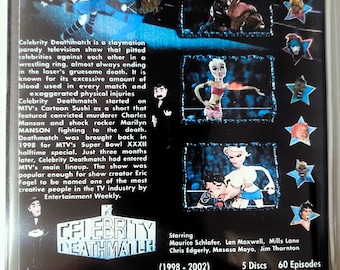 Celebrity Deathmatch is a claymation
parody television show that pitted
celebrities against each other in a
wrestling ring, almost always ending
in the loser's gruesome death. It
is known for its excessive amount of
blood used in every match and
exaggerated physical injuries
Celebrity Deathmatch started on
MTV's Cartoon Sushi as a short that
featured convicted murderer Charles
Manson and shock rocker Marilyn
MANSON fighting to the death.
Deathmatch was brought back in
1998 for MTV's Super Bowl XXXII
halftime special. Just three months
later, Celebrity Deathmatch had entered
MTV's main lineup. The show was
popular enough for show creator Eric
Fogel to be named one of the most
creative people in the TV industry by
Entertainment Weekly.
CELEBRITY
DEATHMATCH
Starring
Maurice Schlafer, Len Maxwell, Mills Lane
Chris Edgerly, Masasa Moyo, Jim Thornton
(1998 - 2002) 5 Discs 60 Episodes